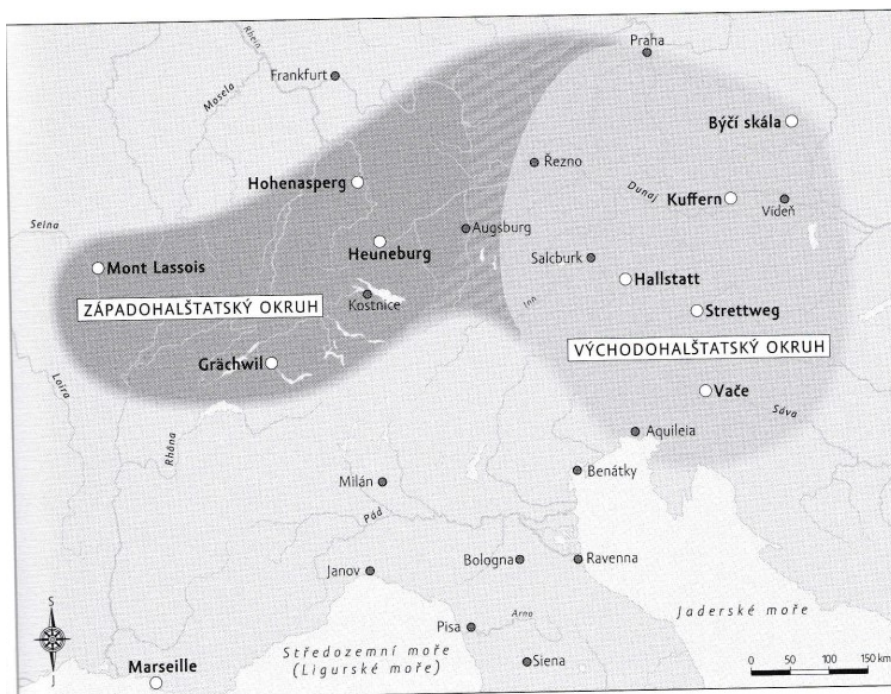 Praha
Rhein
Frankfurt
Mosela
Býčí skála
Řezno
Hohenasperg
Dunaj
Kuffern
Vídeň
Seina
Augsburg
Heuneburg
Salcburk
Mont Lassois
Hallstatt
Kostnice
ZÁPADOHALŠTATSKÝ OKRUH
Inn
Strettweg
VÝCHODOHALŠTATSKÝ OKRUH
Grächwil
Loira
Vače
Sáva
Aquileia
Rhána
Milán
Benátky
Pád
Janov
Bologna
Ravenna
S
Arno
Jaderské moře
Pisa
Středozemní moře
(Ligurské moře)
Siena
Marseille
J
0 50 100 150 km